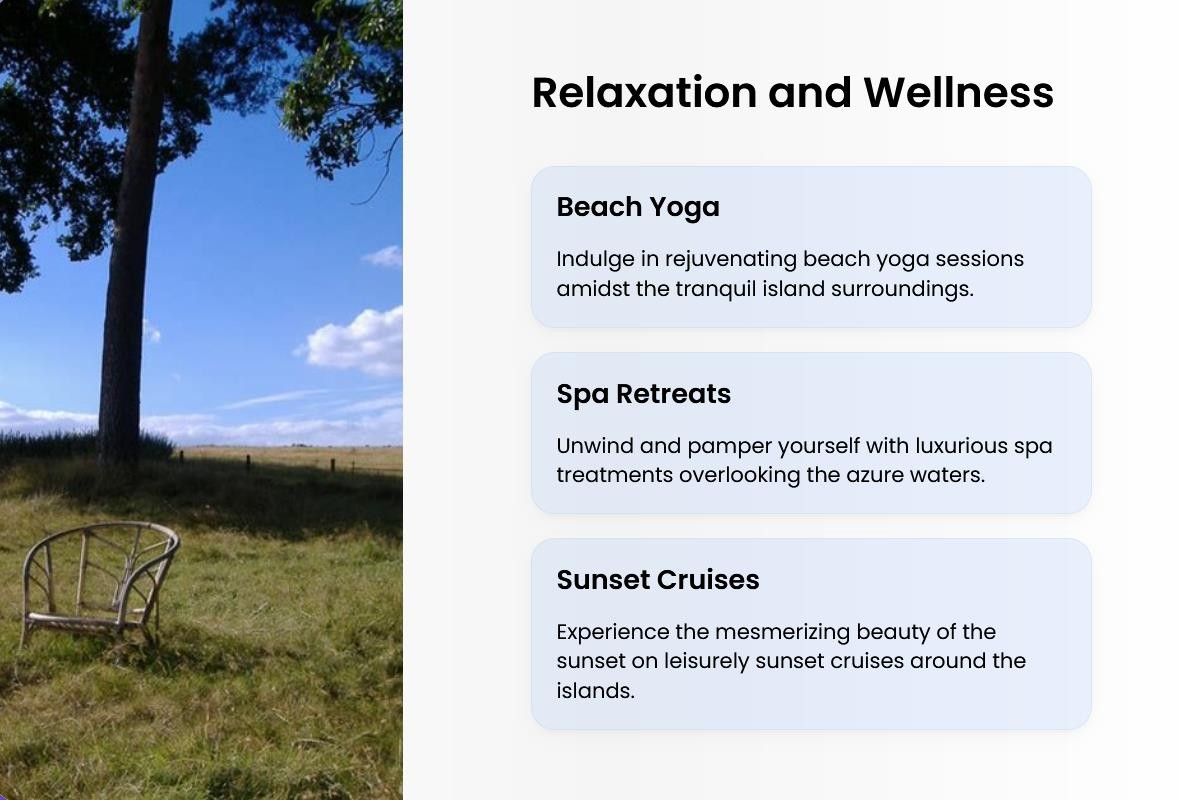 Relaxation and Wellness
Beach Yoga
Indulge in rejuvenating beach yoga sessions
amidst the tranquil island surroundings.
Spa Retreats
Unwind and pamper yourself with luxurious spa
treatments overlooking the azure waters.
Sunset Cruises
Experience the mesmerizing beauty of the
sunset on leisurely sunset cruises around the
islands.